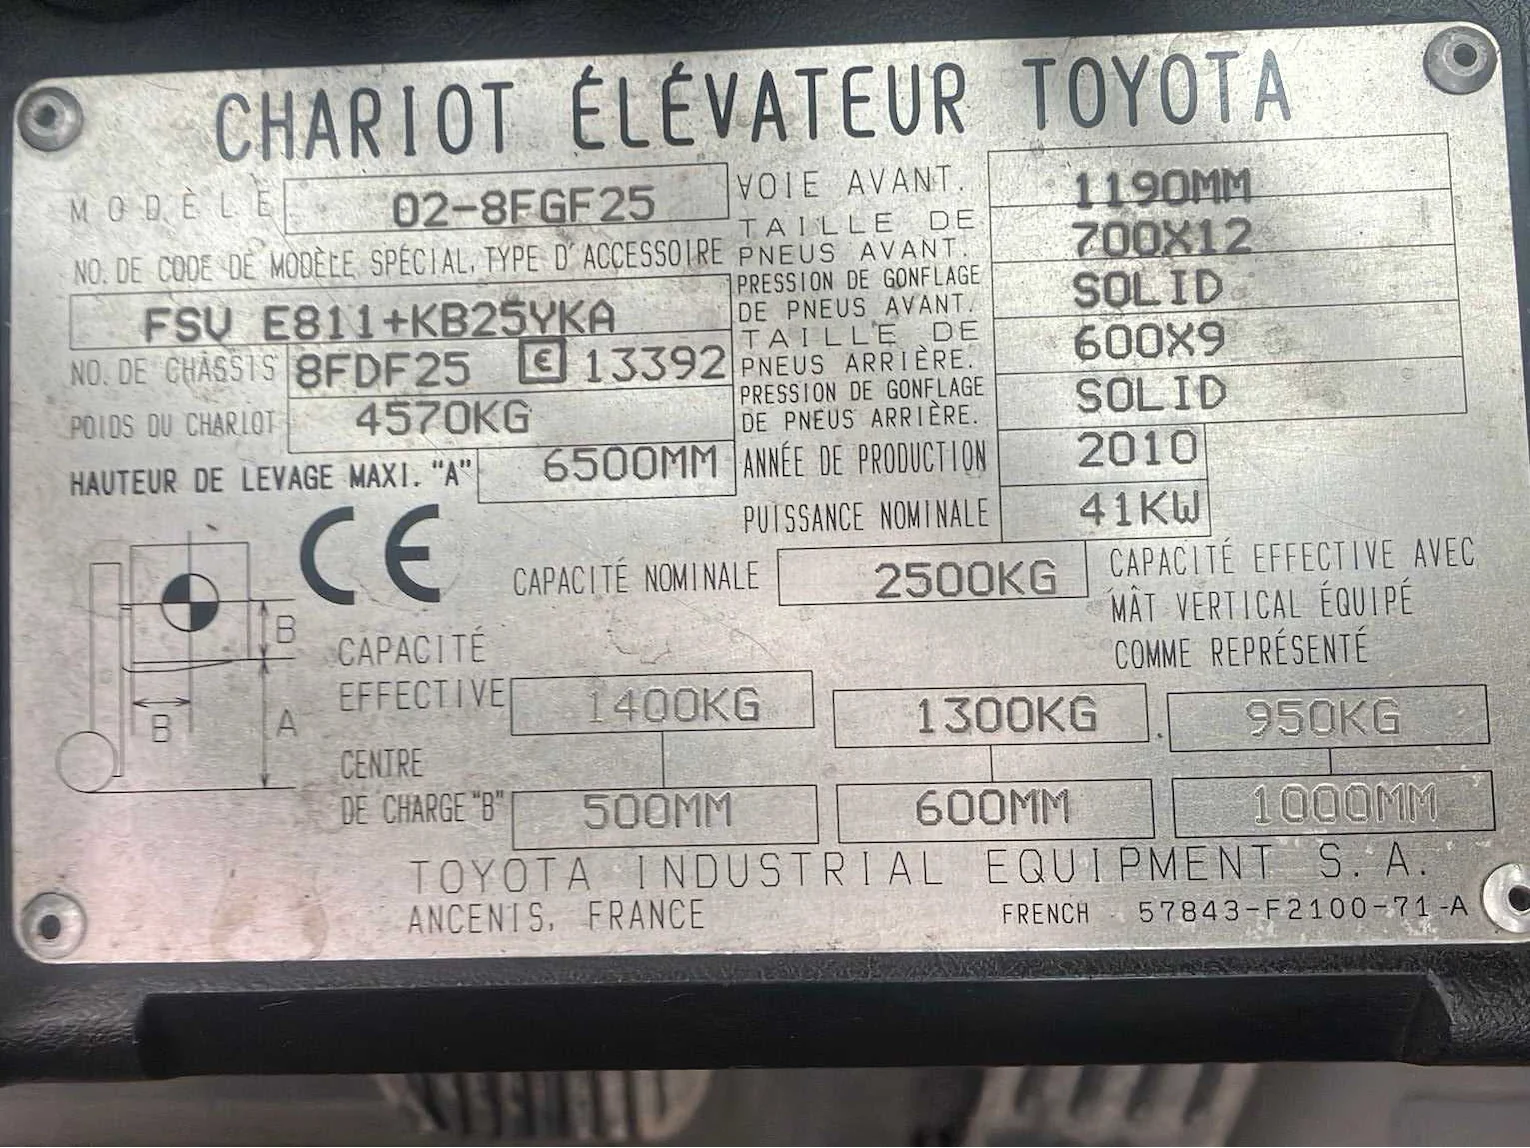 CHARIOT ÉLÉVATEUR TOYOTA
MODÈLE 02-8FGF25
NO. DE CODE DE MODÈLE SPÉCIAL, TYPE D'ACCESSOIRE
FSV E811+KB25YKA
NO. DE CHÂSSIS 8FDF25 E 13392
POIDS DU CHARIOT 4570KG
HAUTEUR DE LEVAGE MAXI. "A" 6500MM
VOIE AVANT. 1190MM
TAILLE DE
PNEUS AVANT. 700X12
PRESSION DE GONFLAGE
DE PNEUS AVANT. SOLID
TAILLE DE
PNEUS ARRIÈRE. 600X9
PRESSION DE GONFLAGE
DE PNEUS ARRIÈRE. SOLID
ANNÉE DE PRODUCTION 2010
PUISSANCE NOMINALE 41KW
CE
CAPACITÉ NOMINALE 2500KG
CAPACITÉ EFFECTIVE AVEC
MÂT VERTICAL ÉQUIPÉ
COMME REPRÉSENTÉ
B
B
A
CAPACITÉ
EFFECTIVE 1400KG 1300KG 950KG
CENTRE
DE CHARGE "B" 500MM 600MM 1000MM
TOYOTA INDUSTRIAL EQUIPMENT S. A.
ANCENIS, FRANCE
FRENCH 57843-F2100-71-A